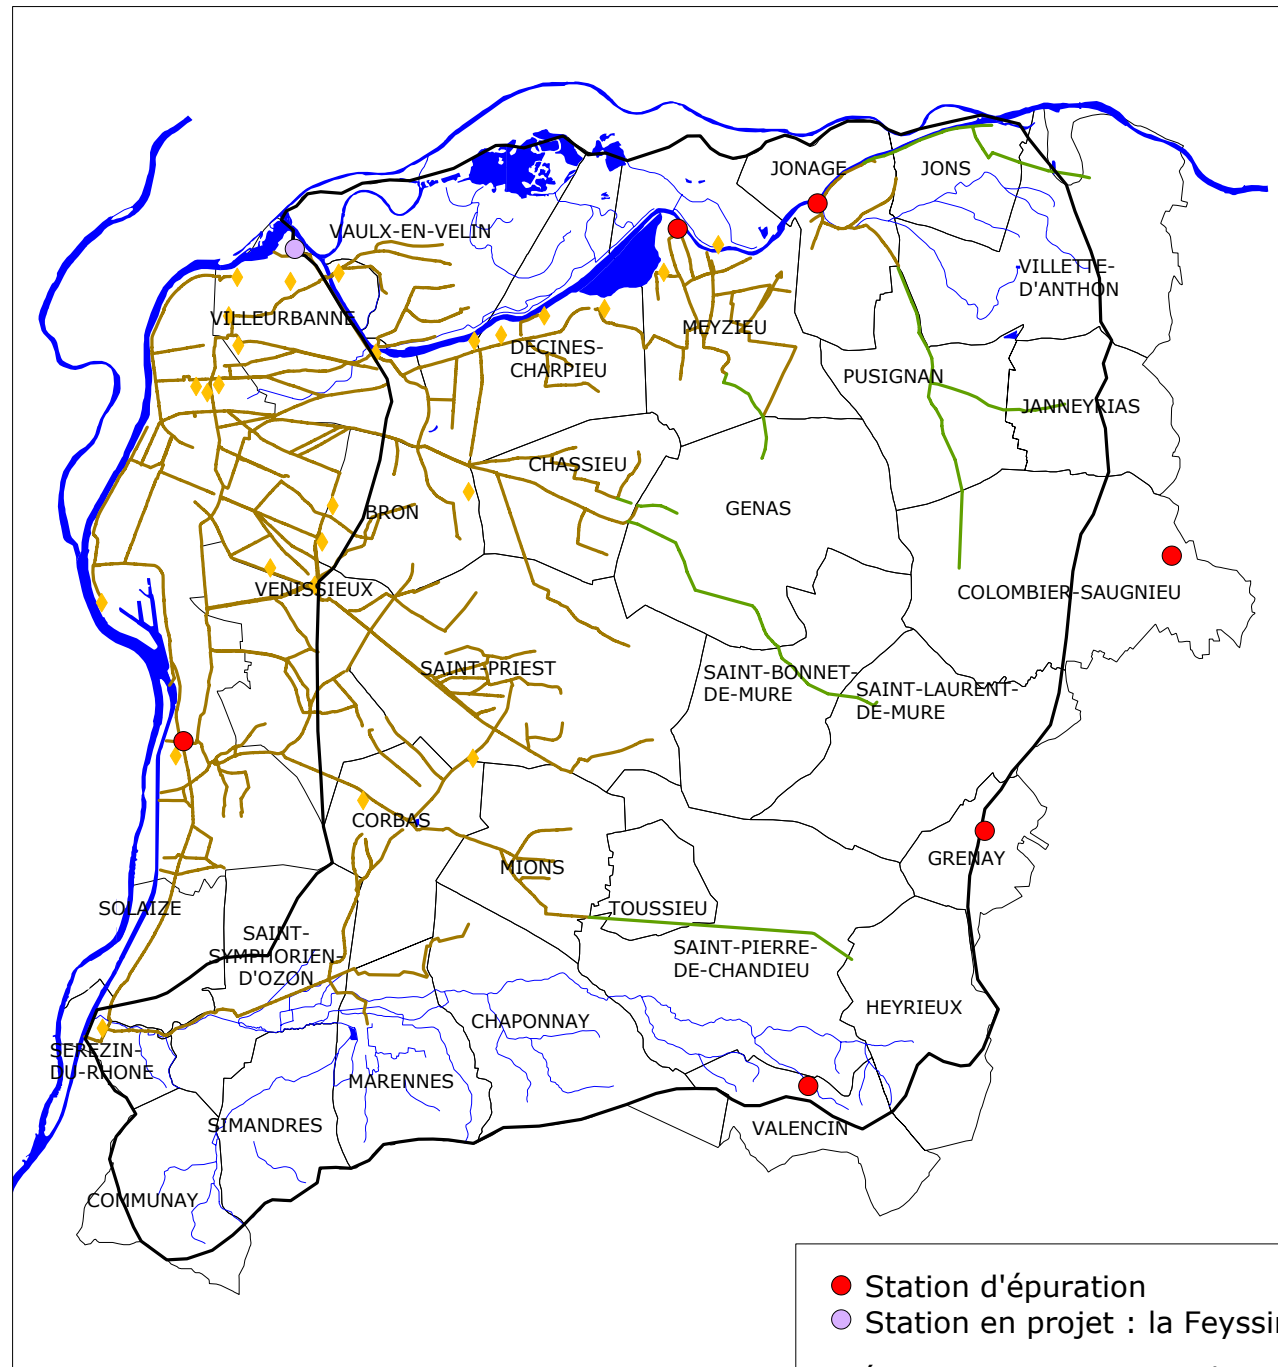 JONAGE
JONS
VAULX-EN-VELIN
VILLETTE-
D'ANTHON
VILLEURBANNE
MEYZIEU
DECINES-
CHARPIEU
PUSIGNAN
JANNEYRIAS
CHASSIEU
GENAS
BRON
VENISSIEUX
COLOMBIER-SAUGNIEU
SAINT-PRIEST
SAINT-BONNET-
DE-MURE
SAINT-LAURENT-
DE-MURE
CORBAS
GRENAY
MIONS
SOLAIZE
TOUSSIEU
SAINT-
SYMPHORIEN-
D'OZON
SAINT-PIERRE-
DE-CHANDIEU
HEYRIEUX
CHAPONNAY
SEREZIN-
DU-RHONE
MARENNES
SIMANDRES
VALENCIN
COMMUNAY
Station d'épuration
Station en projet : la Feyssin